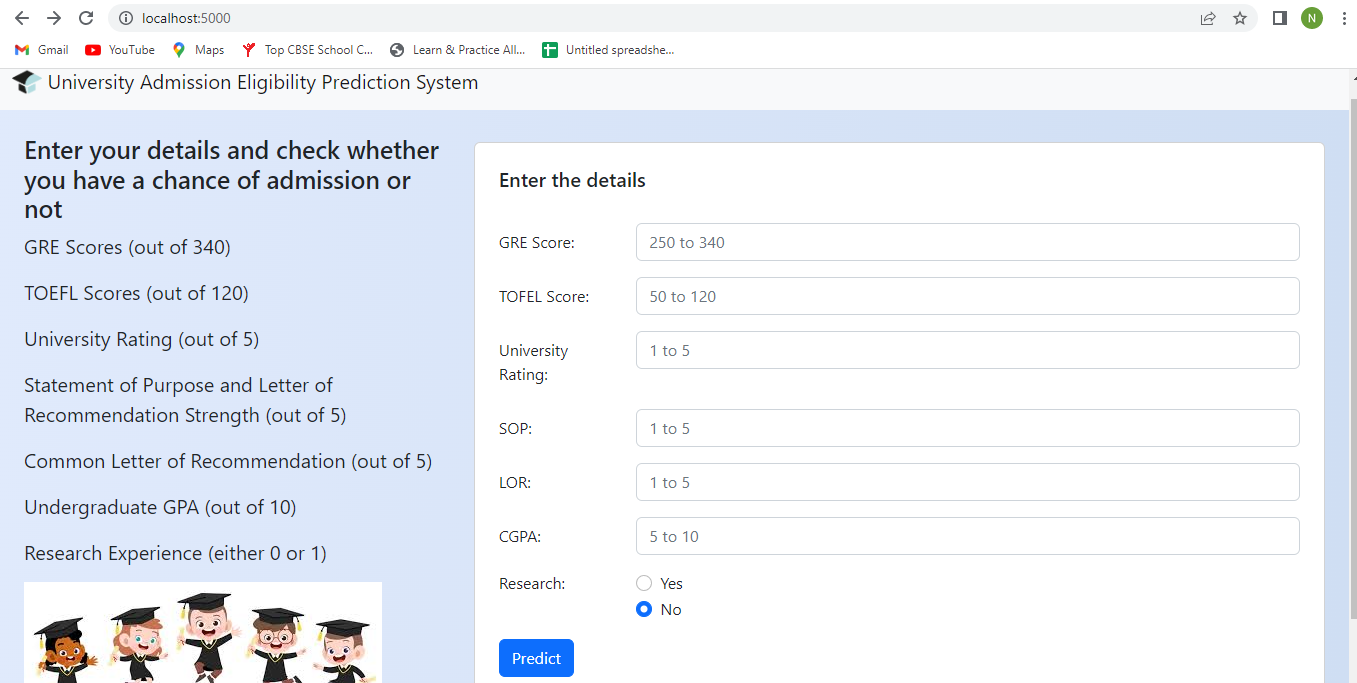 localhost:5000
N
Gmail
YouTube
Maps
Top CBSE School C...
Learn & Practice All...
Untitled spreadshe...
University Admission Eligibility Prediction System
Enter your details and check whether
you have a chance of admission or
not
GRE Scores (out of 340)
TOEFL Scores (out of 120)
University Rating (out of 5)
Statement of Purpose and Letter of
Recommendation Strength (out of 5)
Common Letter of Recommendation (out of 5)
Undergraduate GPA (out of 10)
Research Experience (either 0 or 1)
Enter the details
GRE Score: 250 to 340
TOFEL Score: 50 to 120
University 1 to 5
Rating:
SOP: 1 to 5
LOR: 1 to 5
CGPA: 5 to 10
Research: Yes
No
Predict